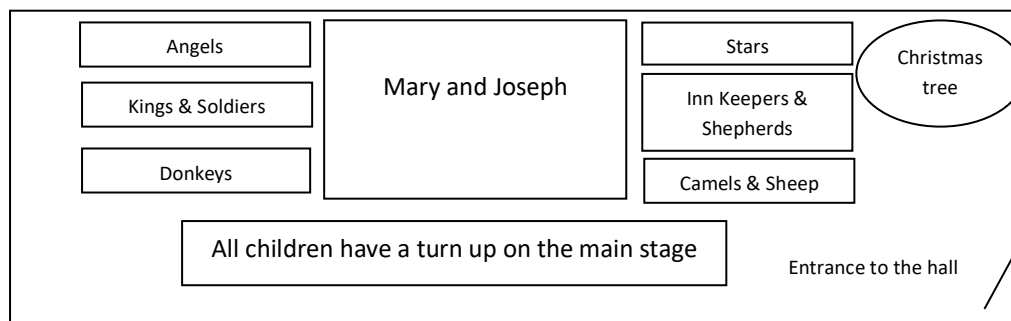 Angels
Kings & Soldiers
Donkeys
Mary and Joseph
Stars
Inn Keepers &
Shepherds
Camels & Sheep
Christmas
tree
All children have a turn up on the main stage
Entrance to the hall